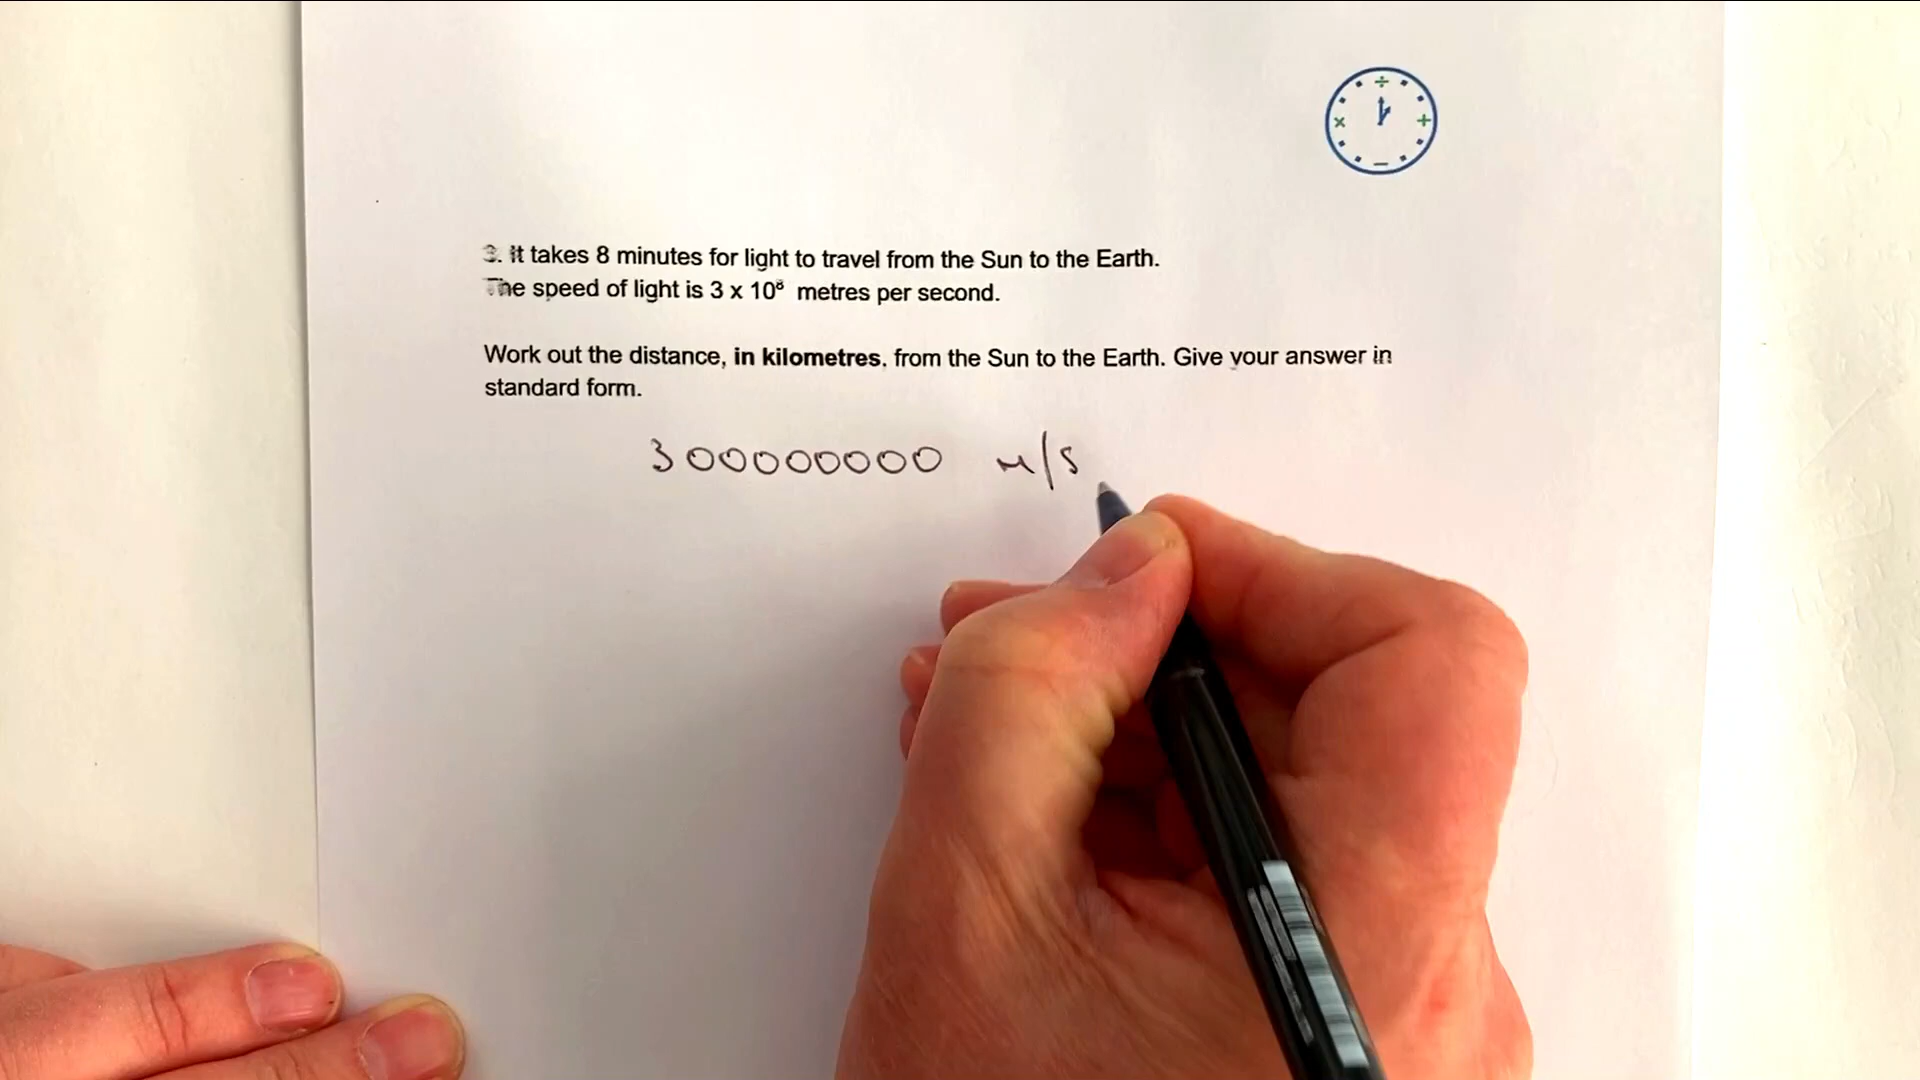 3. It takes 8 minutes for light to travel from the Sun to the Earth.
The speed of light is 3 x 10⁸ metres per second.
Work out the distance, in kilometres, from the Sun to the Earth. Give your answer in
standard form.
300000000 m/s